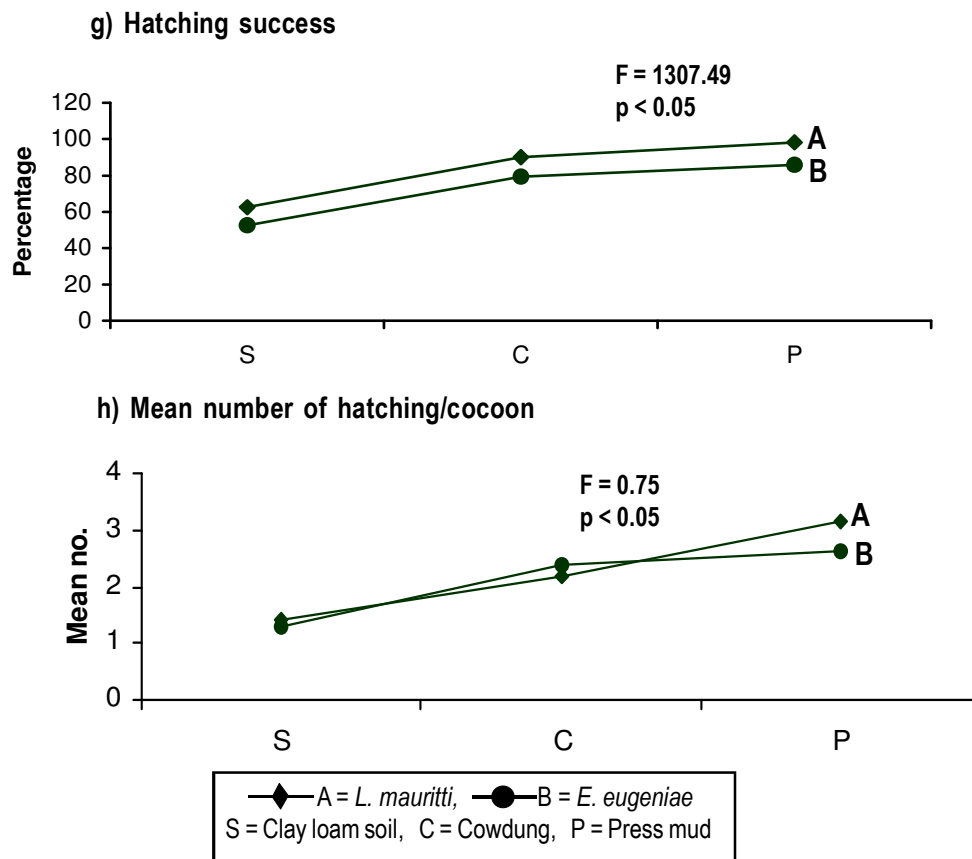 g) Hatching success
F = 1307.49
p < 0.05
120
100
80
60
40
20
0
Percentage
A
B
S C P
h) Mean number of hatching/cocoon
F = 0.75
p < 0.05
4
3
2
1
0
Mean no.
A
B
S C P
A = L. mauritti, B = E. eugeniae
S = Clay loam soil, C = Cowdung, P = Press mud